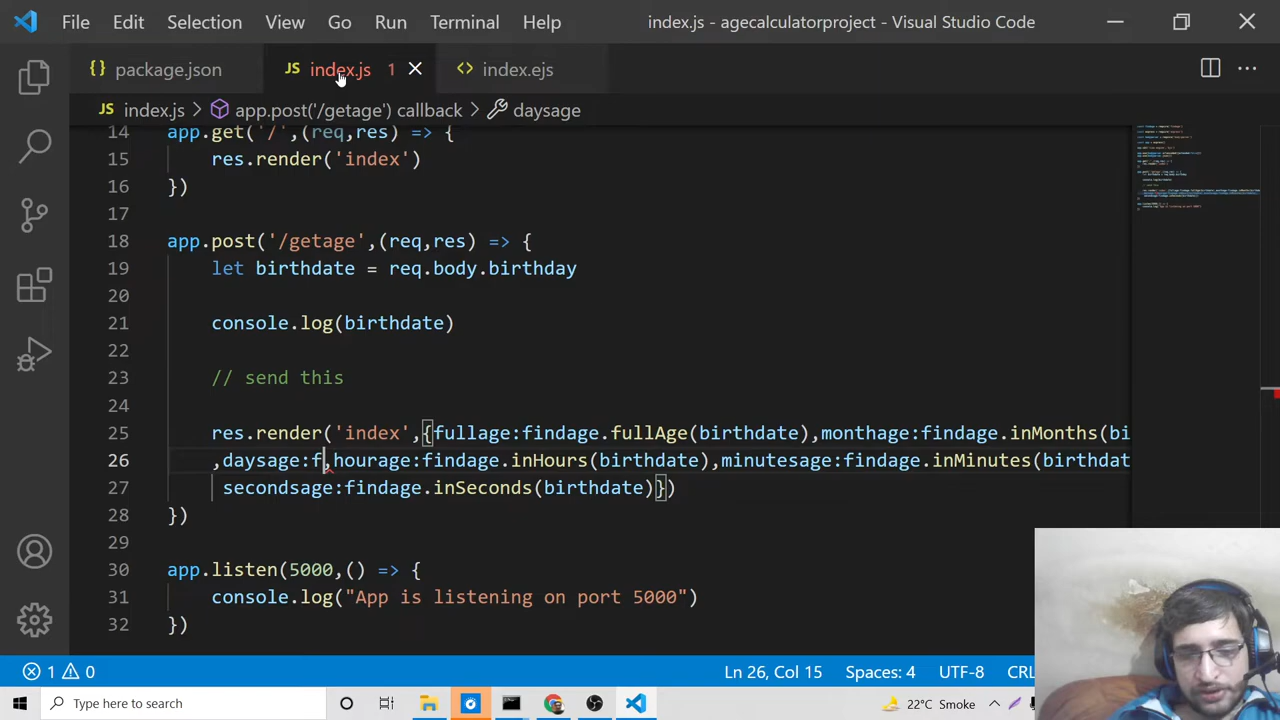 File Edit Selection View Go Run Terminal Help index.js - agecalculatorproject - Visual Studio Code
{} package.json JS index.js 1 <> index.ejs
JS index.js > app.post('/getage') callback > daysage
14 app.get('/',(req,res) => {
15 res.render('index')
16 })
17
18 app.post('/getage',(req,res) => {
19 let birthdate = req.body.birthday
20
21 console.log(birthdate)
22
23 // send this
24
25 res.render('index',{fullage:findage.fullAge(birthdate),monthage:findage.inMonths(bi
26 ,daysage:f,hourage:findage.inHours(birthdate),minutesage:findage.inMinutes(birthdat
27 secondsage:findage.inSeconds(birthdate)})
28 })
29
30 app.listen(5000,() => {
31 console.log("App is listening on port 5000")
32 })
1 0 Ln 26, Col 15 Spaces: 4 UTF-8 CRL
Type here to search 22°C Smoke